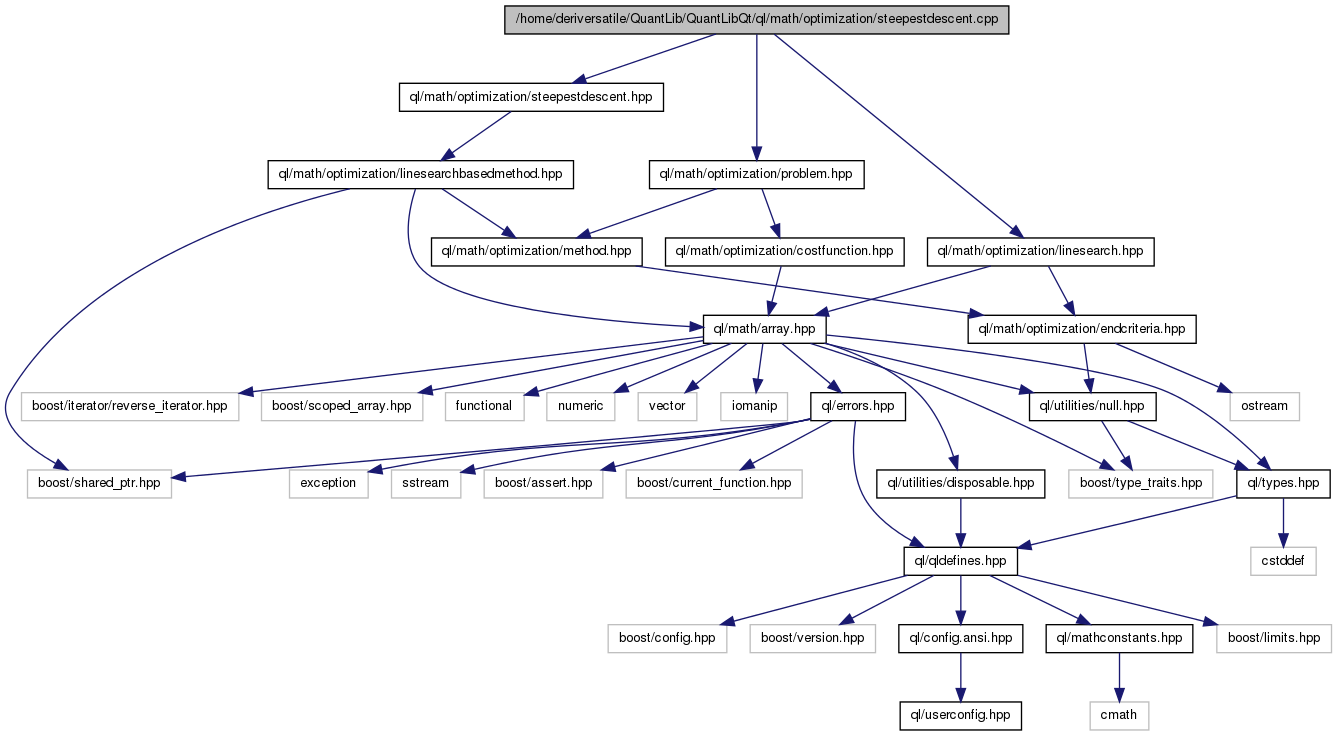 /home/deriversatile/QuantLib/QuantLibQt/ql/math/optimization/steepestdescent.cpp
ql/math/optimization/steepestdescent.hpp
ql/math/optimization/linesearchbasedmethod.hpp
ql/math/optimization/problem.hpp
ql/math/optimization/method.hpp
ql/math/optimization/costfunction.hpp
ql/math/optimization/linesearch.hpp
ql/math/array.hpp
ql/math/optimization/endcriteria.hpp
boost/iterator/reverse_iterator.hpp
boost/scoped_array.hpp
functional
numeric
vector
iomanip
ql/errors.hpp
ql/utilities/null.hpp
ostream
boost/shared_ptr.hpp
exception
sstream
boost/assert.hpp
boost/current_function.hpp
ql/utilities/disposable.hpp
boost/type_traits.hpp
ql/types.hpp
ql/qldefines.hpp
cstddef
boost/config.hpp
boost/version.hpp
ql/config.ansi.hpp
ql/mathconstants.hpp
boost/limits.hpp
ql/userconfig.hpp
cmath